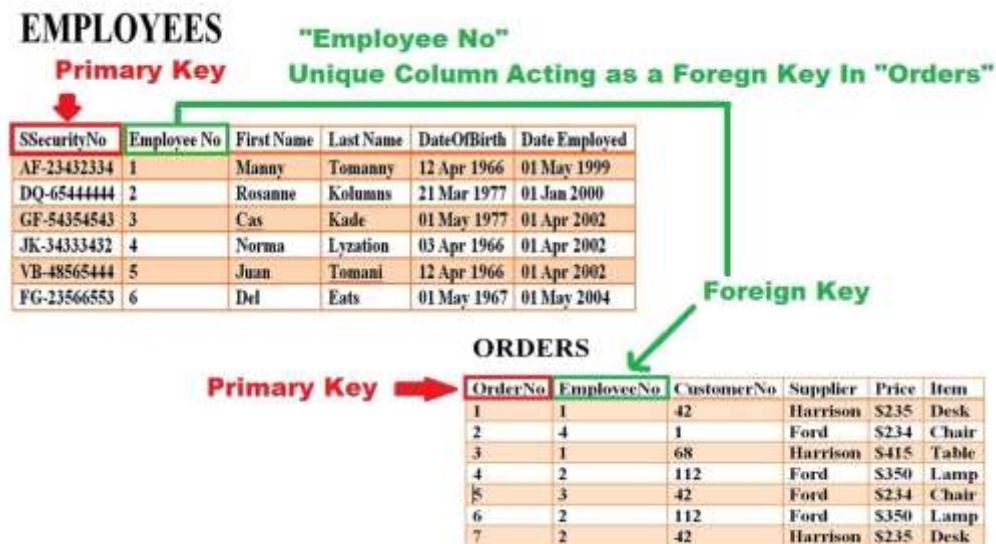 EMPLOYEES
"Employee No"
Primary Key
Unique Column Acting as a Foregn Key In "Orders"
SSecurityNo Employee No First Name Last Name DateOfBirth Date Employed
AF-23432334 1 Manny Tomanny 12 Apr 1966 01 May 1999
DQ-65444444 2 Rosanne Kolumns 21 Mar 1977 01 Jan 2000
GF-54354543 3 Cas Kade 01 May 1977 01 Apr 2002
JK-34333432 4 Norma Lyzation 03 Apr 1966 01 Apr 2002
VB-48565444 5 Juan Tomani 12 Apr 1966 01 Apr 2002
FG-23566553 6 Del Eats 01 May 1967 01 May 2004
Foreign Key
ORDERS
Primary Key
OrderNo EmployeeNo CustomerNo Supplier Price Item
1 1 42 Harrison $235 Desk
2 4 1 Ford $234 Chair
3 1 68 Harrison $415 Table
4 2 112 Ford $350 Lamp
5 3 42 Ford $234 Chair
6 2 112 Ford $350 Lamp
7 2 42 Harrison $235 Desk